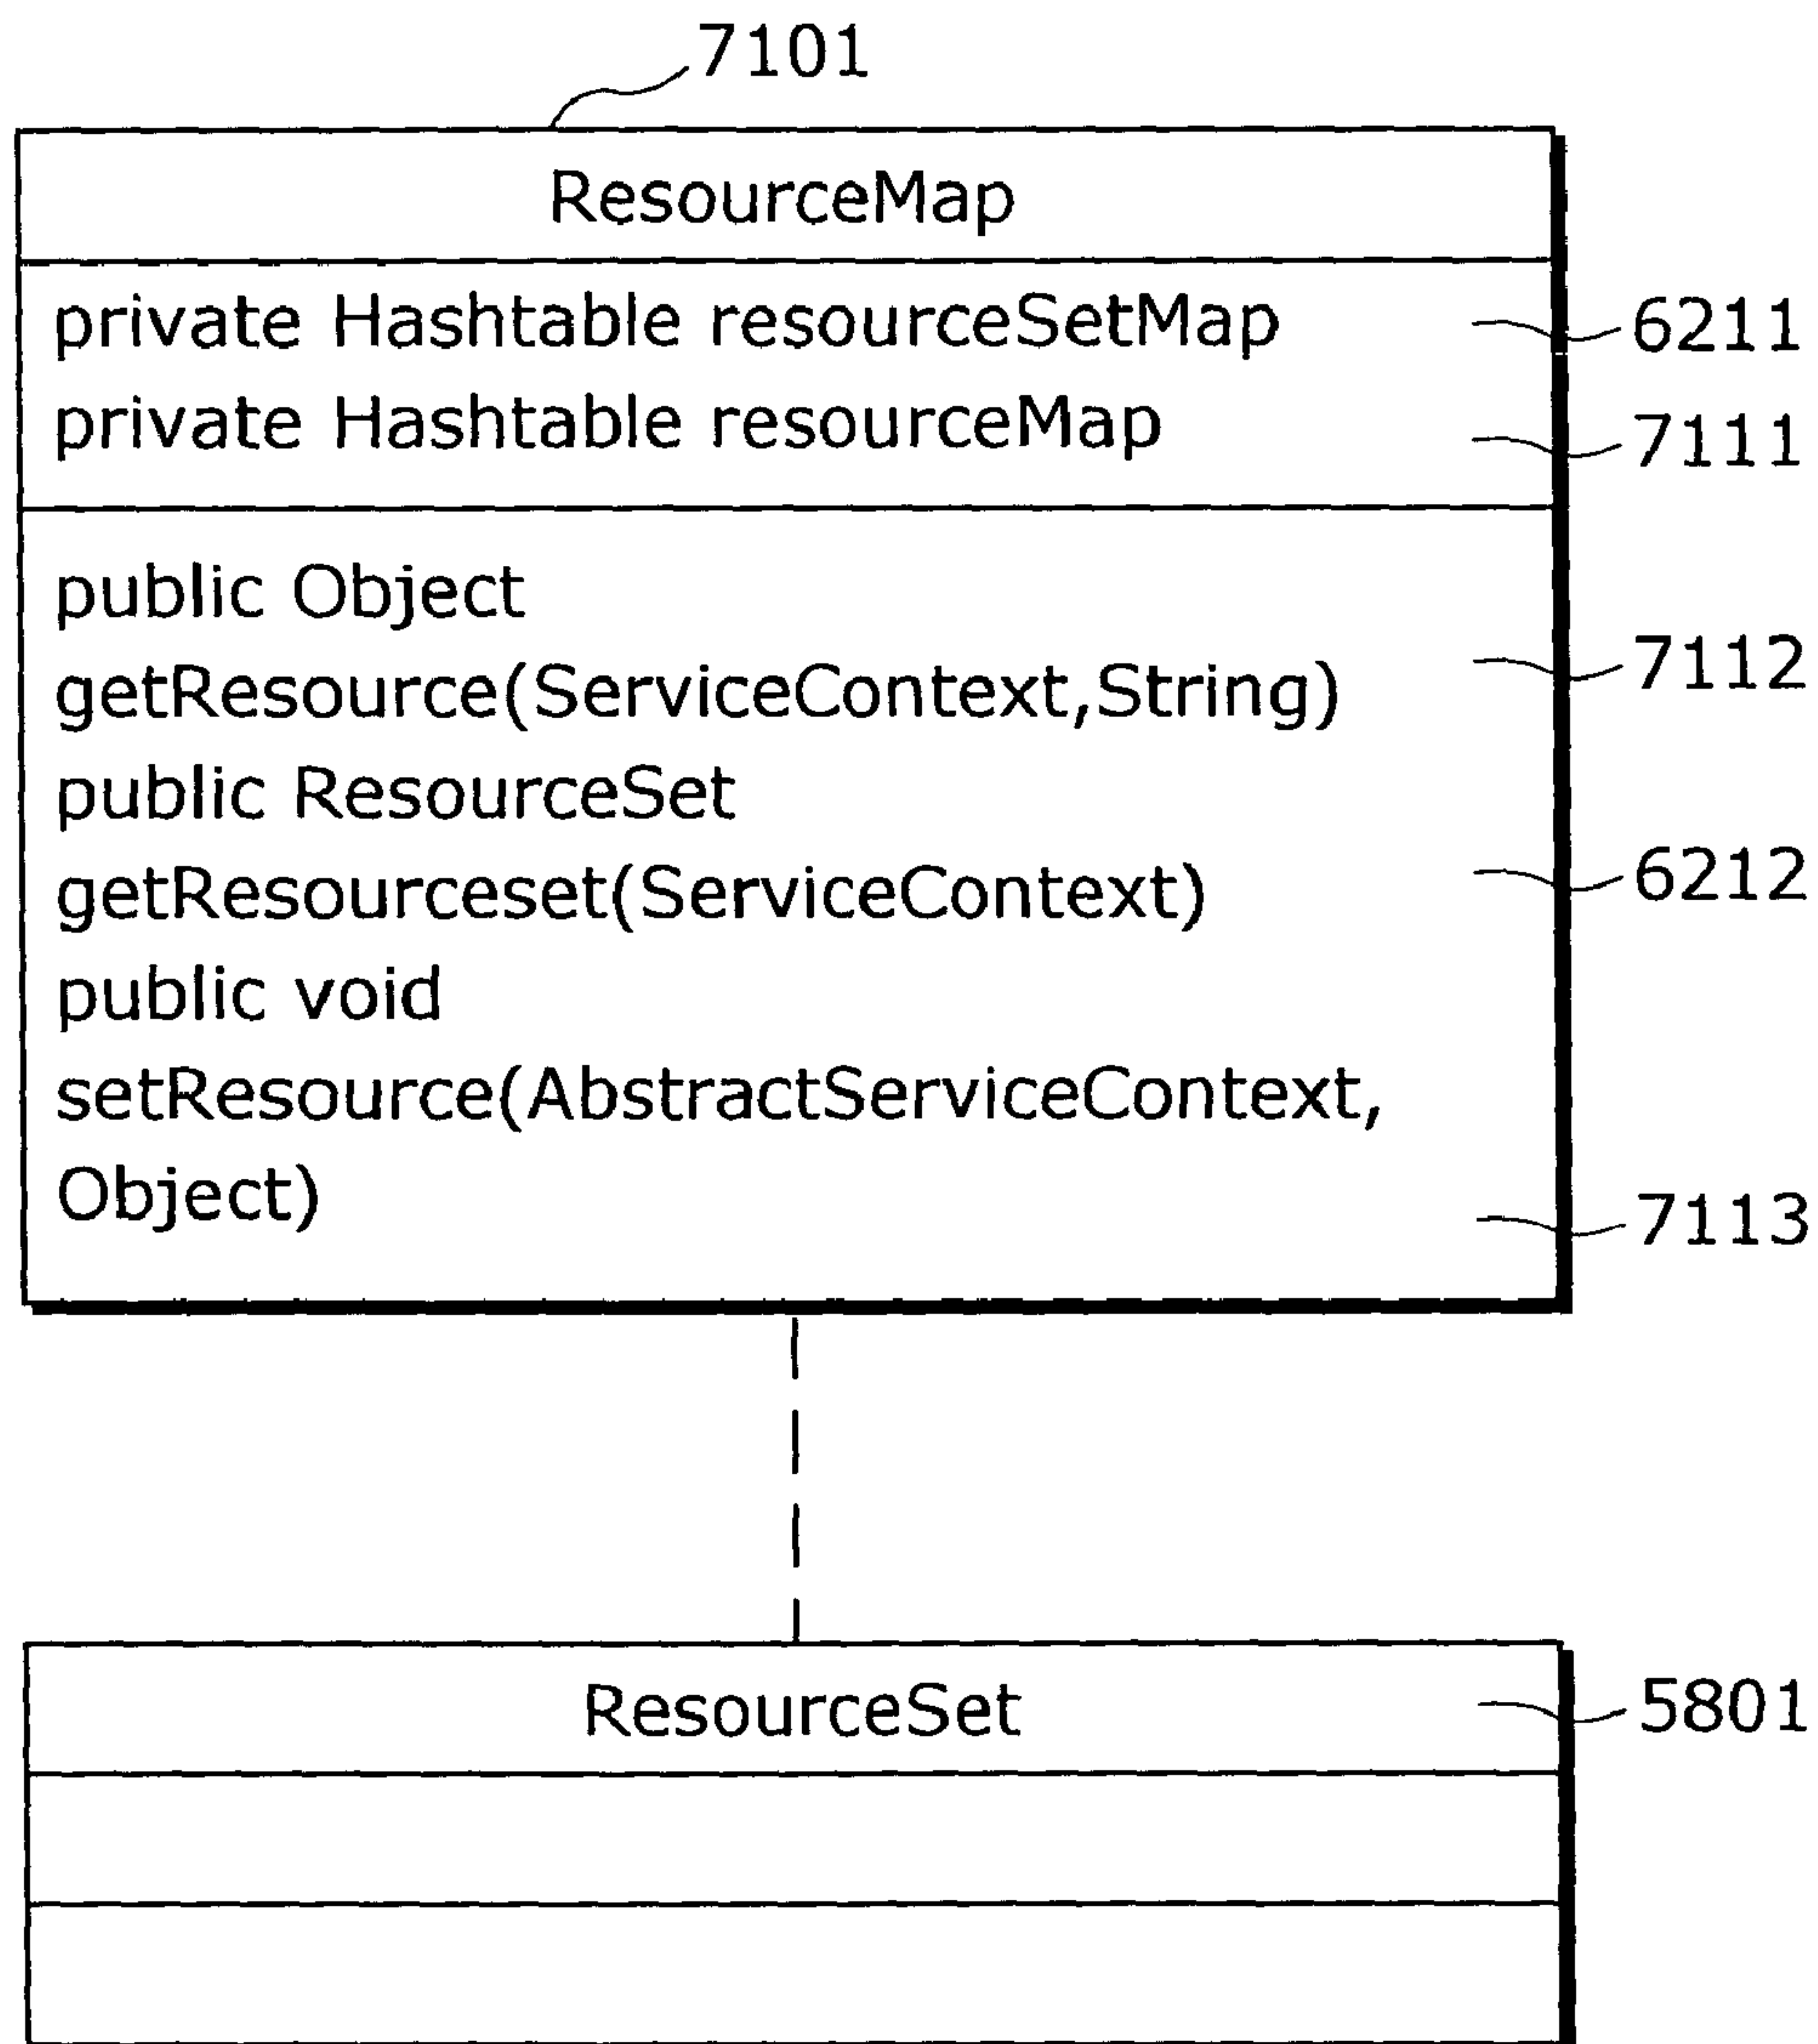 7101
ResourceMap
private Hashtable resourceSetMap 6211
private Hashtable resourceMap 7111
public Object
getResource(ServiceContext,String) 7112
public ResourceSet
getResourceset(ServiceContext) 6212
public void
setResource(AbstractServiceContext,
Object) 7113
ResourceSet 5801